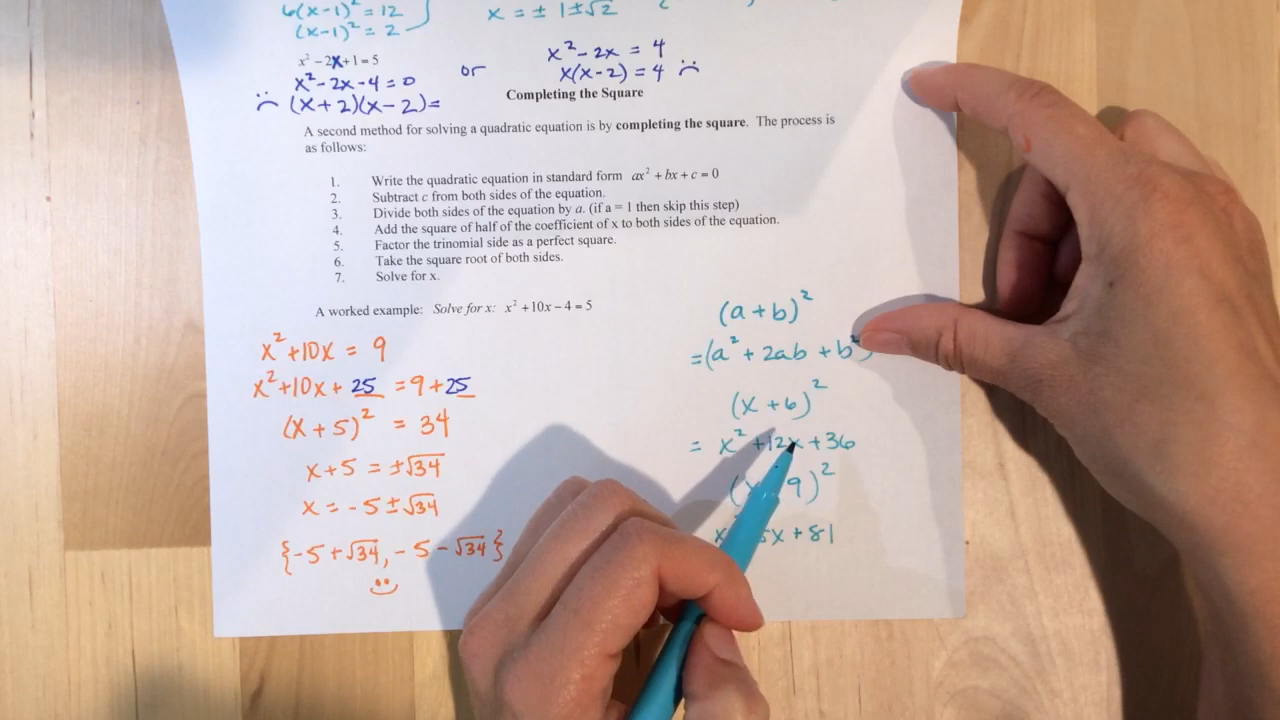 6(x-1)² = 12
(x-1)² = 2
x = ± 1±√2
x² - 2x+1 = 5
x² - 2x - 4 = 0
(x+2)(x-2)=
or
x² - 2x = 4
x(x-2) = 4
Completing the Square
A second method for solving a quadratic equation is by completing the square. The process is
as follows:
1. Write the quadratic equation in standard form ax² + bx + c = 0
2. Subtract c from both sides of the equation.
3. Divide both sides of the equation by a. (if a = 1 then skip this step)
4. Add the square of half of the coefficient of x to both sides of the equation.
5. Factor the trinomial side as a perfect square.
6. Take the square root of both sides.
7. Solve for x.
A worked example: Solve for x: x² +10x – 4 = 5
x²+10x = 9
x²+10x + 25 = 9+25
(x+5)² = 34
x+5 = ±√34
x = -5 ±√34
{-5+√34, -5-√34}
(a+b)²
=(a² + 2ab + b²)
(x+6)²
= x² +12x+36
9)²
x + 81